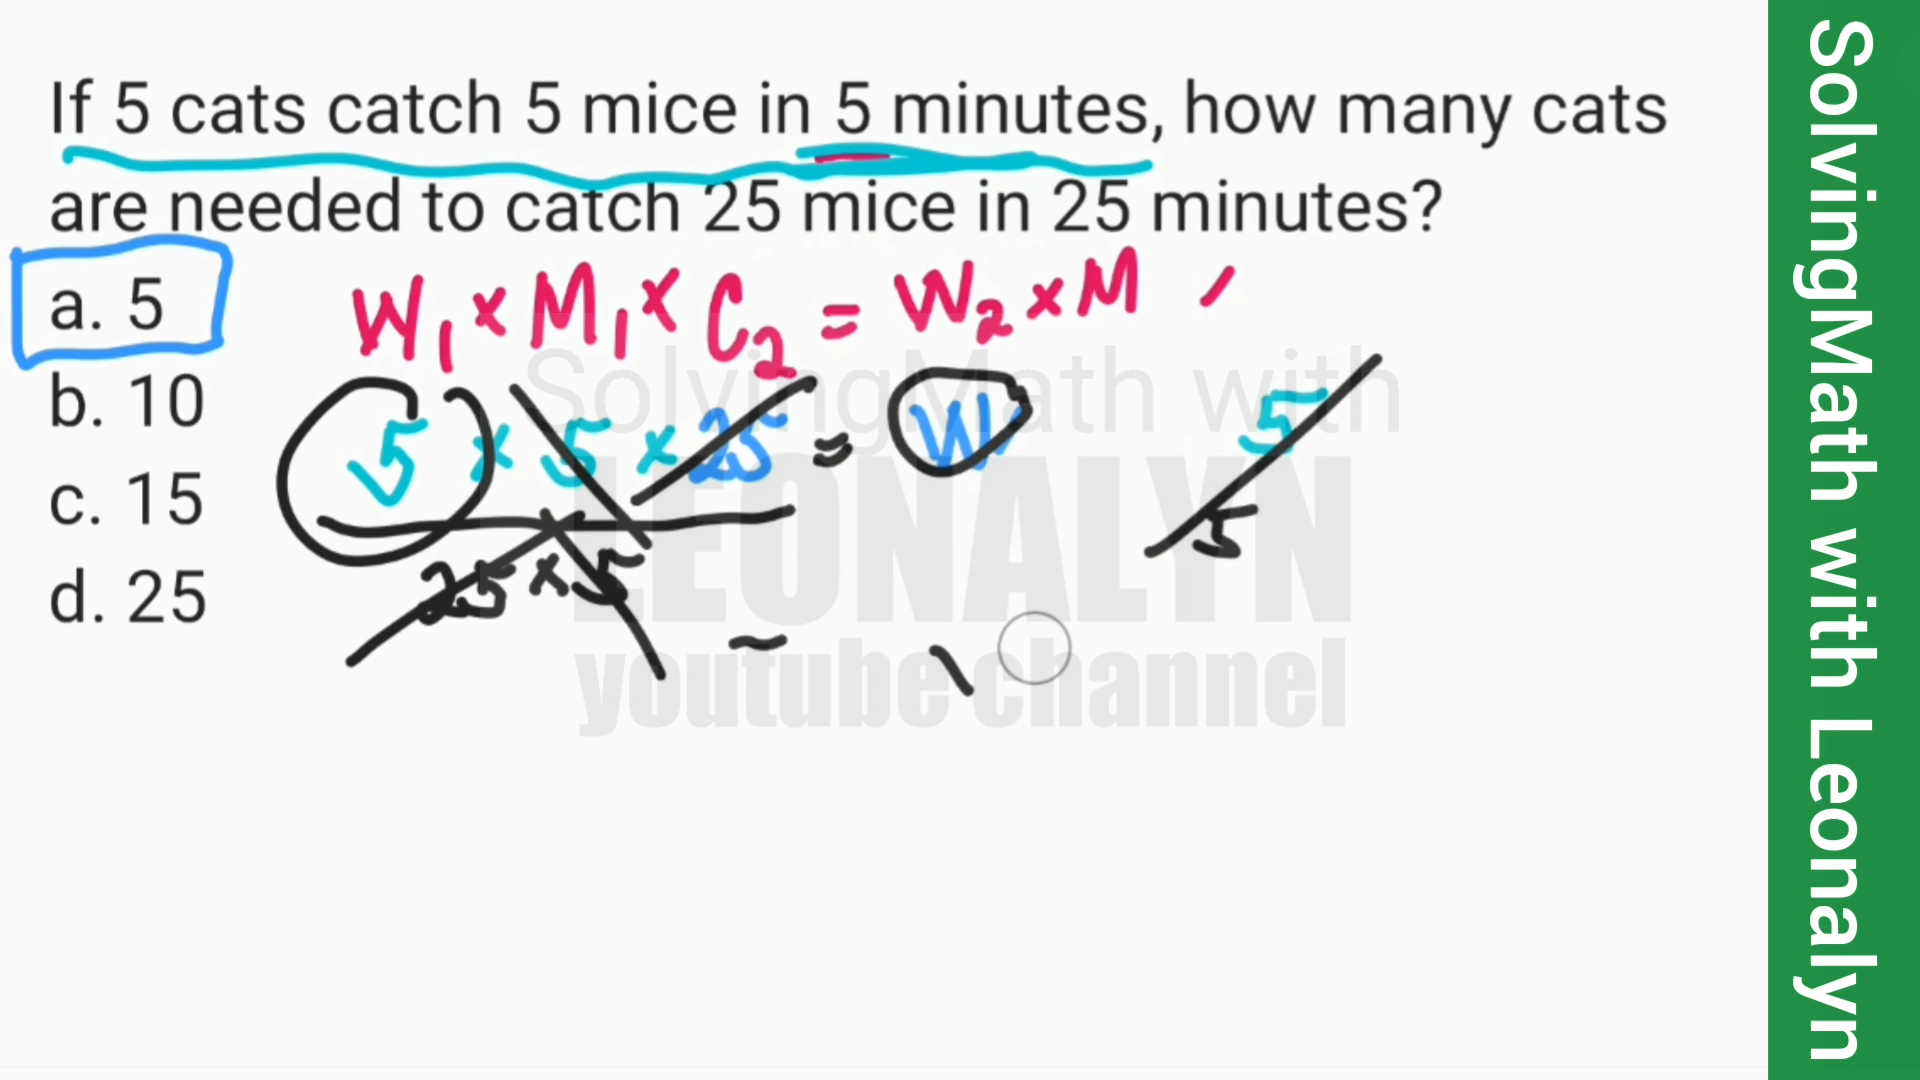 If 5 cats catch 5 mice in 5 minutes, how many cats
are needed to catch 25 mice in 25 minutes?
a. 5
W₁ × M₁ × C₂ = W₂ × M
b. 10
5 × 5 × 25 = W 5
c. 15
25 × 5 5
d. 25
SolvingMath with
LEONALYN
youtube channel
SolvingMath with Leonalyn